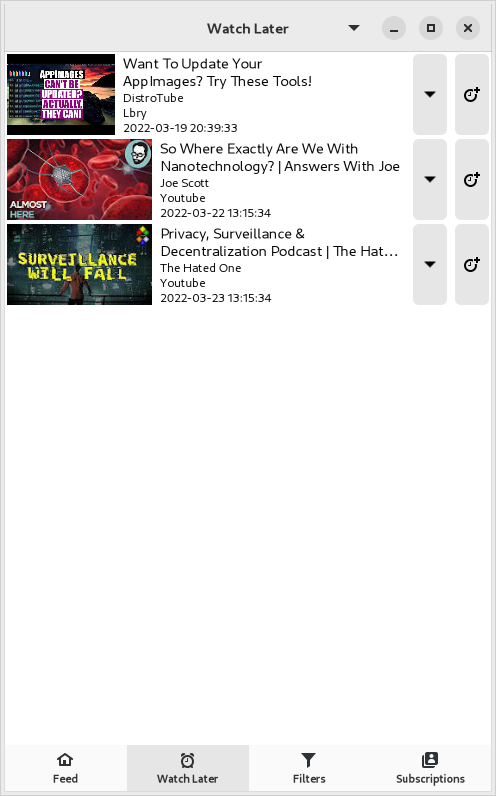 Watch Later
APPIMAGES
CAN'T BE
UPDATED?
ACTUALLY,
THEY CAN!
Want To Update Your
AppImages? Try These Tools!
DistroTube
Lbry
2022-03-19 20:39:33
ALMOST
HERE
So Where Exactly Are We With
Nanotechnology? | Answers With Joe
Joe Scott
Youtube
2022-03-22 13:15:34
SURVEILLANCE
WILL FALL
Privacy, Surveillance &
Decentralization Podcast | The Hat…
The Hated One
Youtube
2022-03-23 13:15:34
Feed
Watch Later
Filters
Subscriptions